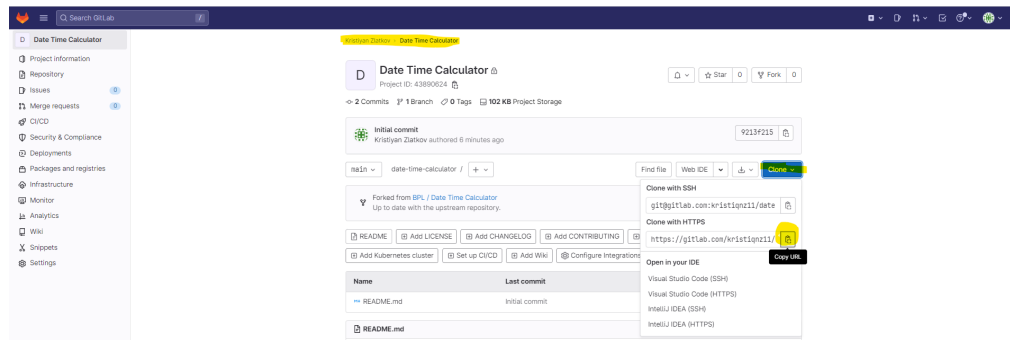 Search GitLab /
D Date Time Calculator
Project information
Repository
Issues 0
Merge requests 0
CI/CD
Security & Compliance
Deployments
Packages and registries
Infrastructure
Monitor
Analytics
Wiki
Snippets
Settings
Kristiyan Zlatkov > Date Time Calculator
D
Date Time Calculator
Project ID: 43890624
Star 0 Fork 0
2 Commits 1 Branch 0 Tags 102 KB Project Storage
Initial commit
Kristiyan Zlatkov authored 6 minutes ago
9213f215
main date-time-calculator / +
Find file Web IDE Clone
Forked from BPL / Date Time Calculator
Up to date with the upstream repository.
README Add LICENSE Add CHANGELOG Add CONTRIBUTING
Add Kubernetes cluster Set up CI/CD Add Wiki Configure Integrations
Name Last commit
README.md Initial commit
README.md
Clone with SSH
git@gitlab.com:kristiqnz11/date
Clone with HTTPS
https://gitlab.com/kristiqnz11/
Copy URL
Open in your IDE
Visual Studio Code (SSH)
Visual Studio Code (HTTPS)
IntelliJ IDEA (SSH)
IntelliJ IDEA (HTTPS)